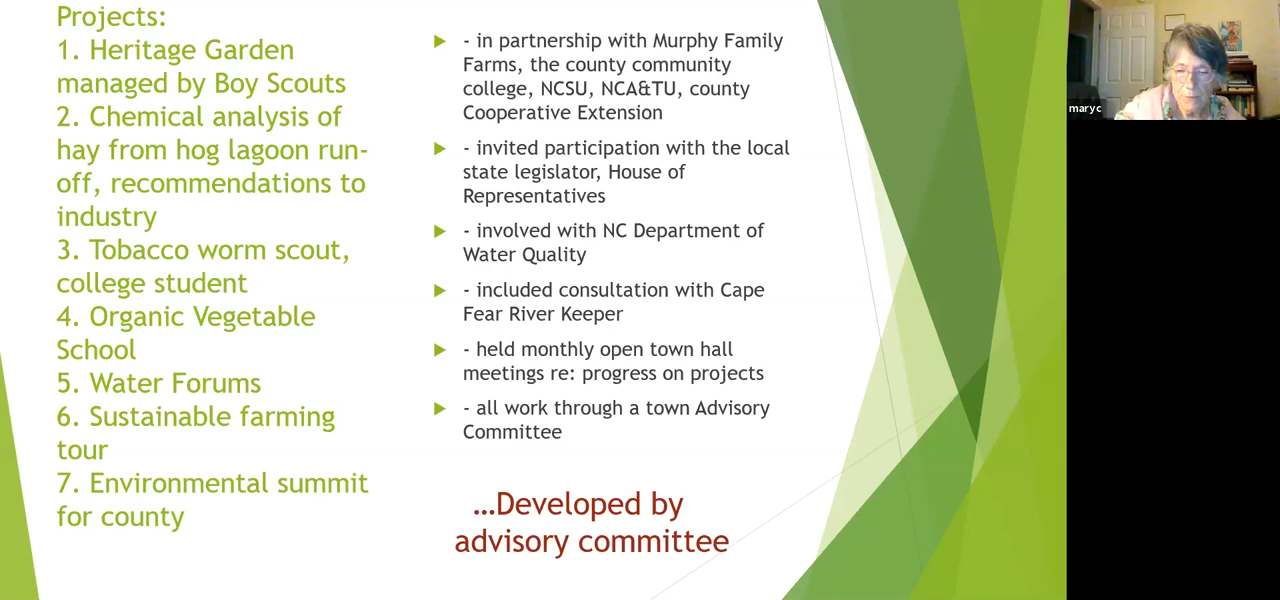 Projects:
1. Heritage Garden
managed by Boy Scouts
2. Chemical analysis of
hay from hog lagoon run-
off, recommendations to
industry
3. Tobacco worm scout,
college student
4. Organic Vegetable
School
5. Water Forums
6. Sustainable farming
tour
7. Environmental summit
for county
- in partnership with Murphy Family
Farms, the county community
college, NCSU, NCA&TU, county
Cooperative Extension
- invited participation with the local
state legislator, House of
Representatives
- involved with NC Department of
Water Quality
- included consultation with Cape
Fear River Keeper
- held monthly open town hall
meetings re: progress on projects
- all work through a town Advisory
Committee
…Developed by
advisory committee
maryc